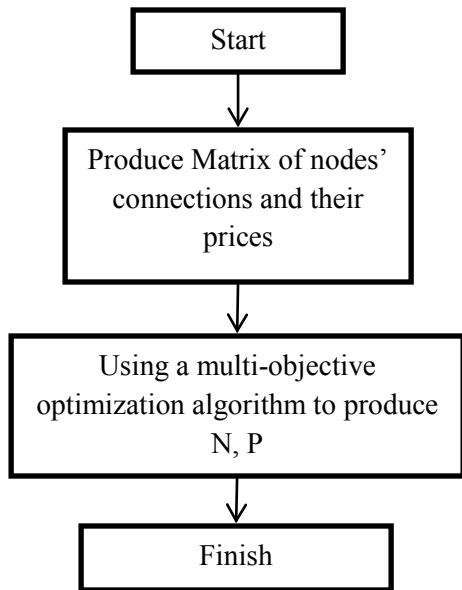 Start
Produce Matrix of nodes’
connections and their
prices
Using a multi-objective
optimization algorithm to produce
N, P
Finish